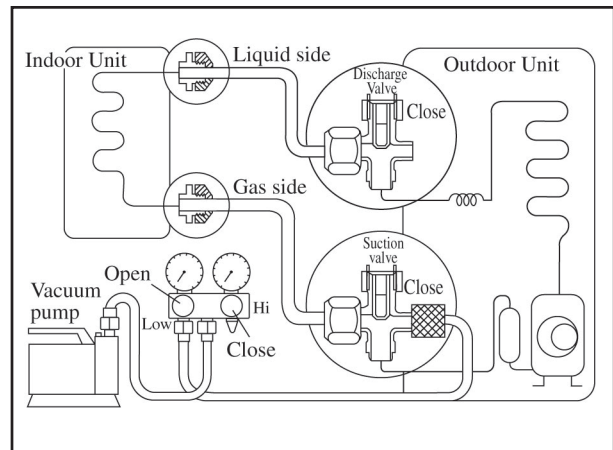 Indoor Unit
Liquid side
Discharge
Valve
Close
Outdoor Unit
Gas side
Suction
valve
Close
Open
Vacuum
pump
Low
Hi
Close